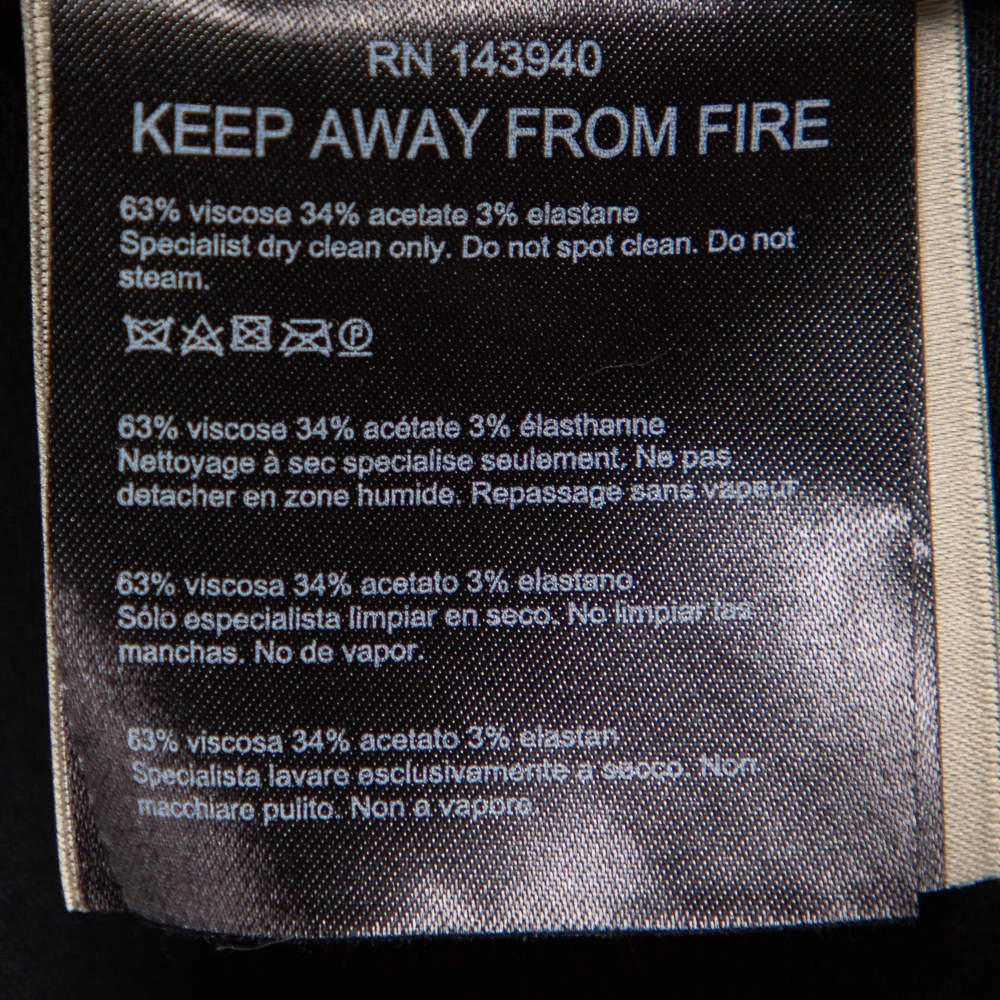 RN 143940
KEEP AWAY FROM FIRE
63% viscose 34% acetate 3% elastane
Specialist dry clean only. Do not spot clean. Do not
steam.
P
63% viscose 34% acétate 3% élasthanne
Nettoyage à sec specialise seulement. Ne pas
detacher en zone humide. Repassage sans vapeur
63% viscosa 34% acetato 3% elastano
Sólo especialista limpiar en seco. No limpiar las
manchas. No de vapor.
63% viscosa 34% acetato 3% elastan
Specialista lavare esclusivamente a secco. Non
macchiare pulito. Non a vapore.